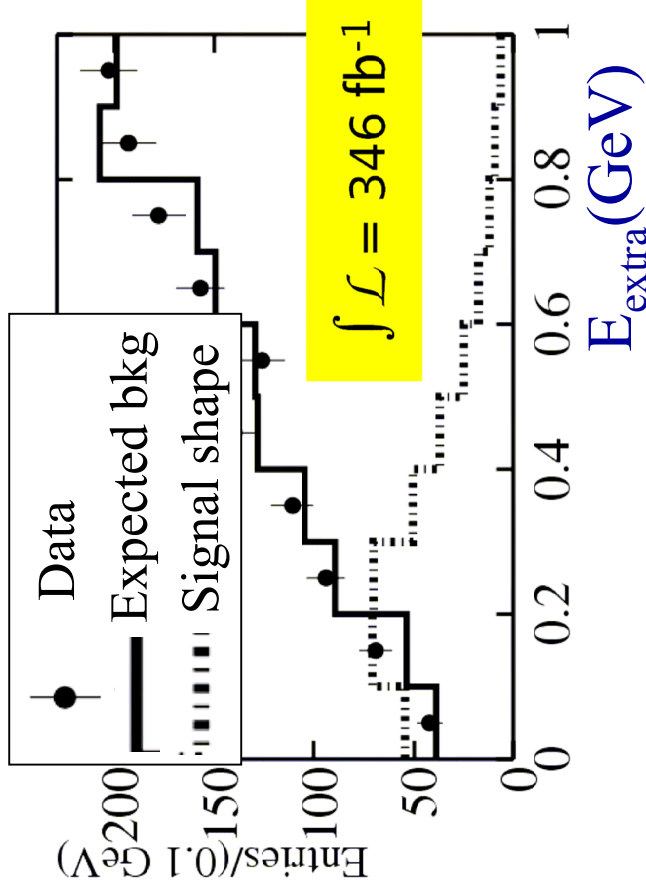 Data
Expected bkg
Signal shape
∫ℒ = 346 fb⁻¹
Entries/(0.1 GeV)
200
150
100
50
0
0 0.2 0.4 0.6 0.8 1
E_extra(GeV)